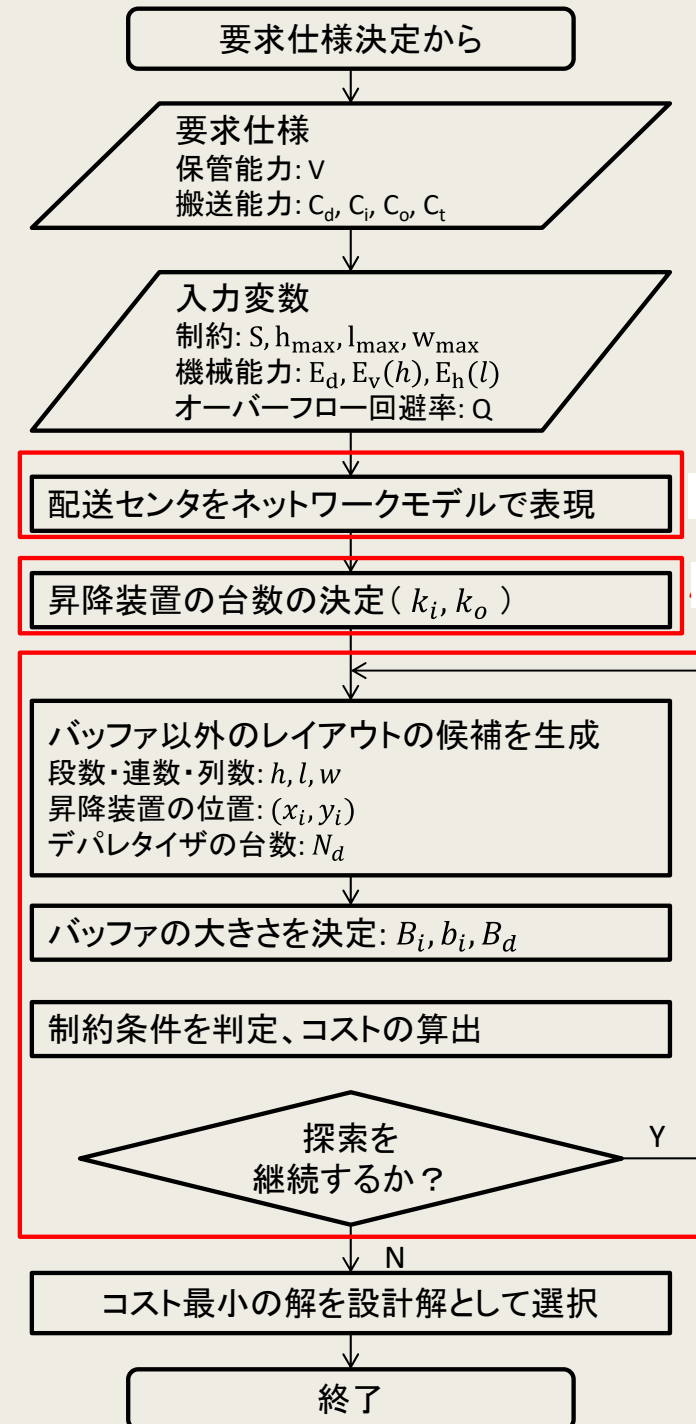 要求仕様決定から
要求仕様
保管能力: V
搬送能力: C_d, C_i, C_o, C_t
入力変数
制約: S, h_max, l_max, w_max
機械能力: E_d, E_v(h), E_h(l)
オーバーフロー回避率: Q
配送センタをネットワークモデルで表現
昇降装置の台数の決定( k_i, k_o )
バッファ以外のレイアウトの候補を生成
段数・連数・列数: h, l, w
昇降装置の位置: (x_i, y_i)
デパレタイザの台数: N_d
バッファの大きさを決定: B_i, b_i, B_d
制約条件を判定、コストの算出
探索を
継続するか?
Y
N
コスト最小の解を設計解として選択
終了